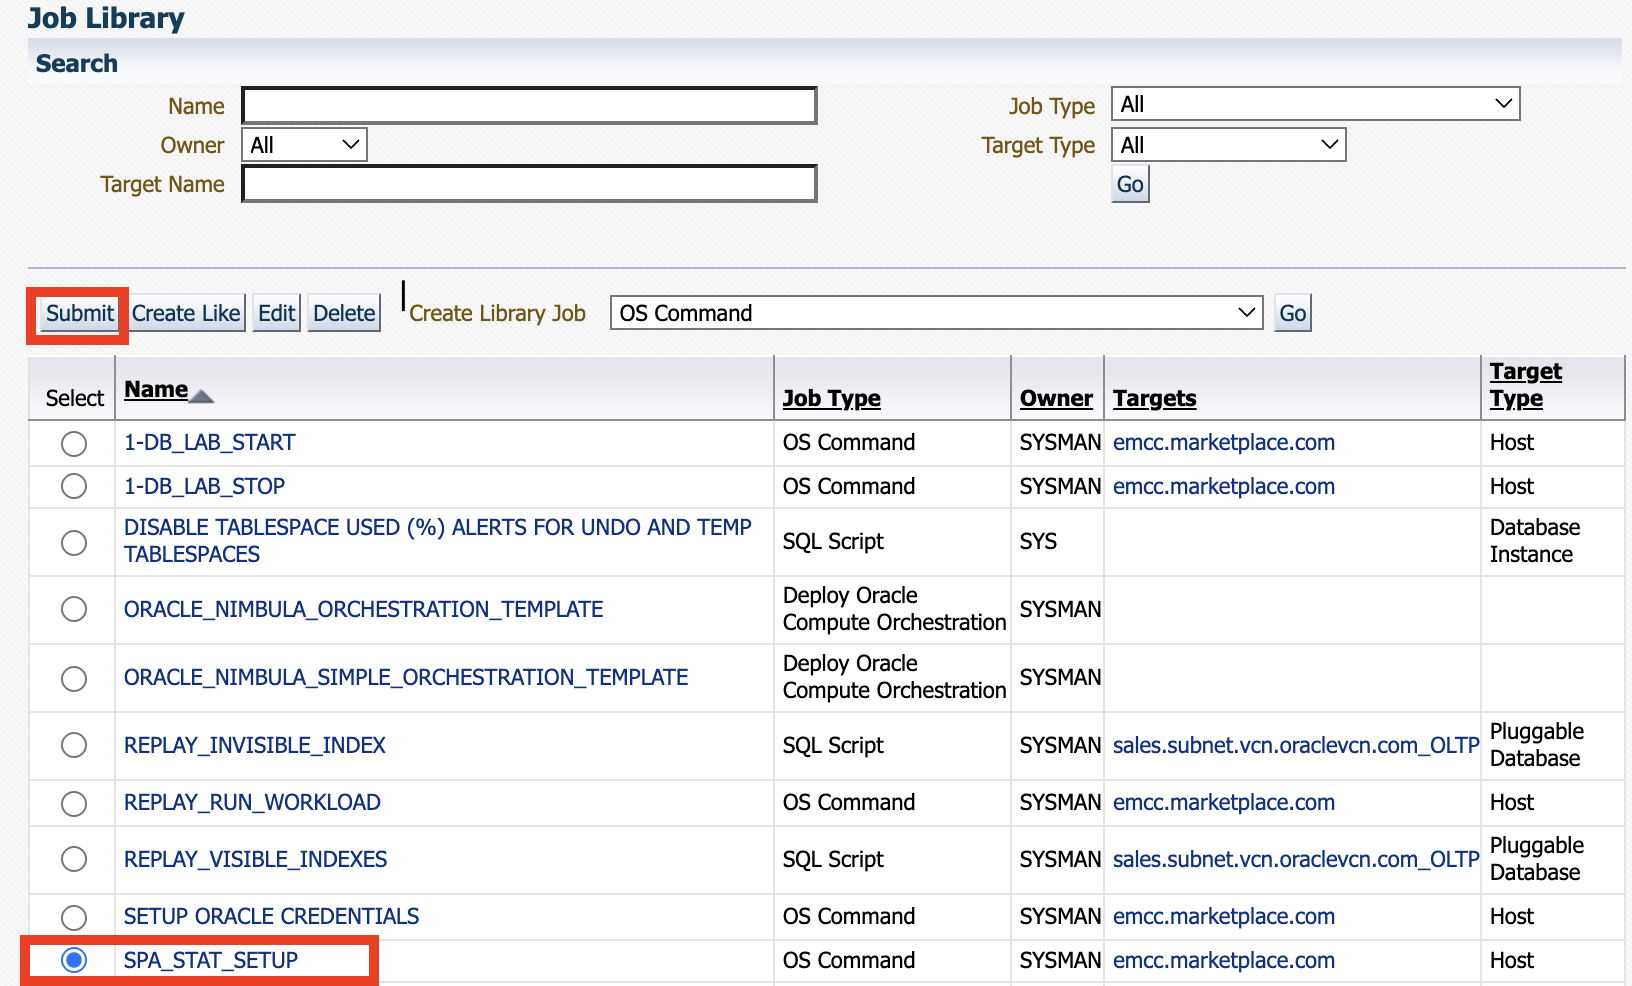 Job Library
Search
Name
Job Type All
Owner All
Target Type All
Target Name
Go
Submit Create Like Edit Delete Create Library Job OS Command Go
Select Name Job Type Owner Targets Target Type
1-DB_LAB_START OS Command SYSMAN emcc.marketplace.com Host
1-DB_LAB_STOP OS Command SYSMAN emcc.marketplace.com Host
DISABLE TABLESPACE USED (%) ALERTS FOR UNDO AND TEMP
TABLESPACES
SQL Script SYS
Database
Instance
ORACLE_NIMBULA_ORCHESTRATION_TEMPLATE
Deploy Oracle
Compute Orchestration
SYSMAN
ORACLE_NIMBULA_SIMPLE_ORCHESTRATION_TEMPLATE
Deploy Oracle
Compute Orchestration
SYSMAN
REPLAY_INVISIBLE_INDEX SQL Script SYSMAN sales.subnet.vcn.oraclevcn.com_OLTP
Pluggable
Database
REPLAY_RUN_WORKLOAD OS Command SYSMAN emcc.marketplace.com Host
REPLAY_VISIBLE_INDEXES SQL Script SYSMAN sales.subnet.vcn.oraclevcn.com_OLTP
Pluggable
Database
SETUP ORACLE CREDENTIALS OS Command SYSMAN emcc.marketplace.com Host
SPA_STAT_SETUP OS Command SYSMAN emcc.marketplace.com Host